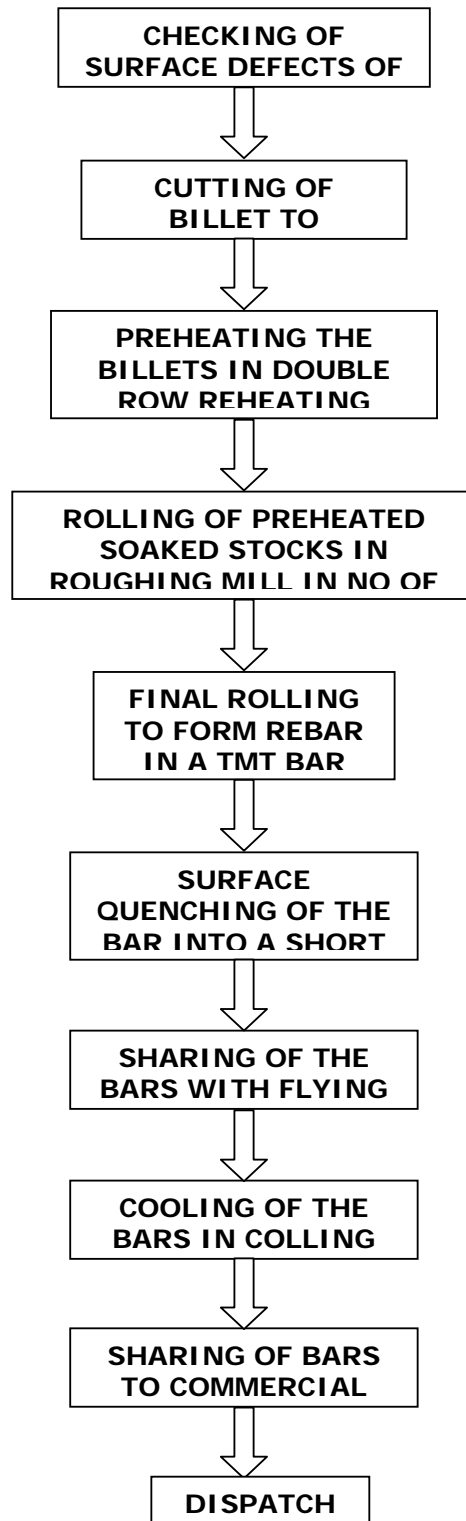 CHECKING OF
SURFACE DEFECTS OF
CUTTING OF
BILLET TO
PREHEATING THE
BILLETS IN DOUBLE
ROW REHEATING
ROLLING OF PREHEATED
SOAKED STOCKS IN
ROUGHING MILL IN NO OF
FINAL ROLLING
TO FORM REBAR
IN A TMT BAR
SURFACE
QUENCHING OF THE
BAR INTO A SHORT
SHARING OF THE
BARS WITH FLYING
COOLING OF THE
BARS IN COLLING
SHARING OF BARS
TO COMMERCIAL
DISPATCH